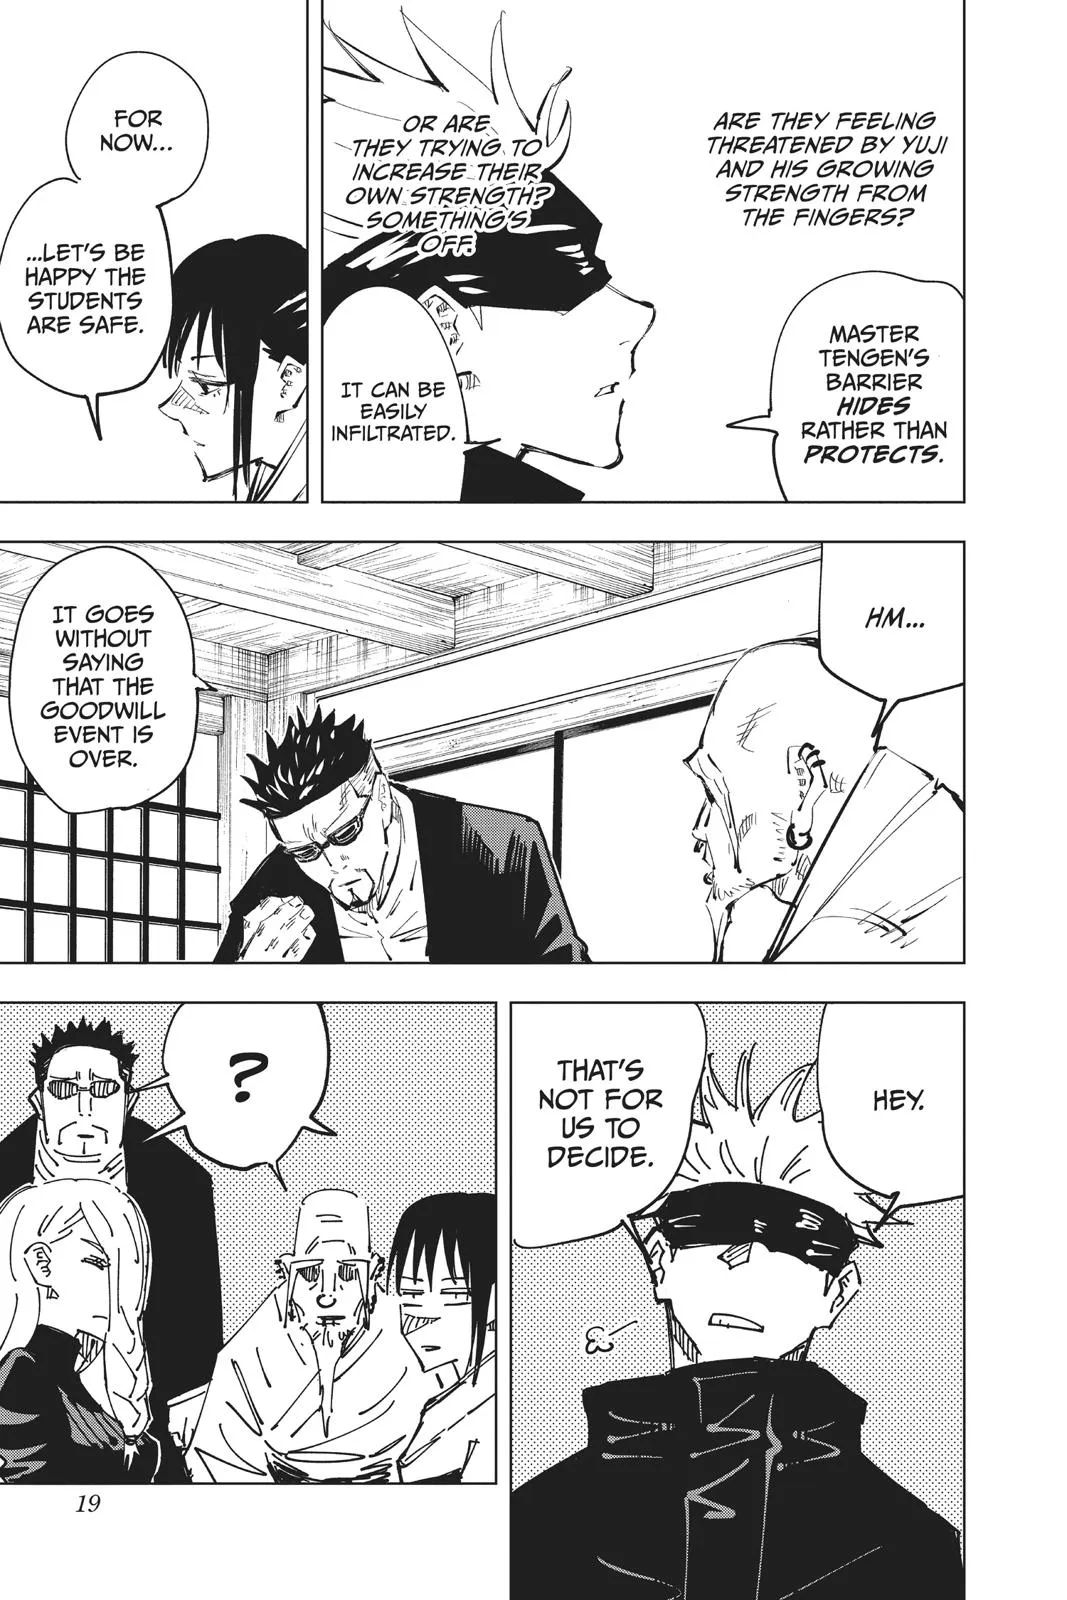 ARE THEY FEELING
THREATENED BY YUJI
AND HIS GROWING
STRENGTH FROM
THE FINGERS?
MASTER
TENGEN'S
BARRIER
HIDES
RATHER THAN
PROTECTS.
OR ARE
THEY TRYING TO
INCREASE THEIR
OWN STRENGTH?
SOMETHING'S
OFF.
IT CAN BE
EASILY
INFILTRATED.
FOR
NOW...
...LET'S BE
HAPPY THE
STUDENTS
ARE SAFE.
HM...
IT GOES
WITHOUT
SAYING
THAT THE
GOODWILL
EVENT IS
OVER.
HEY.
THAT'S
NOT FOR
US TO
DECIDE.
?
19